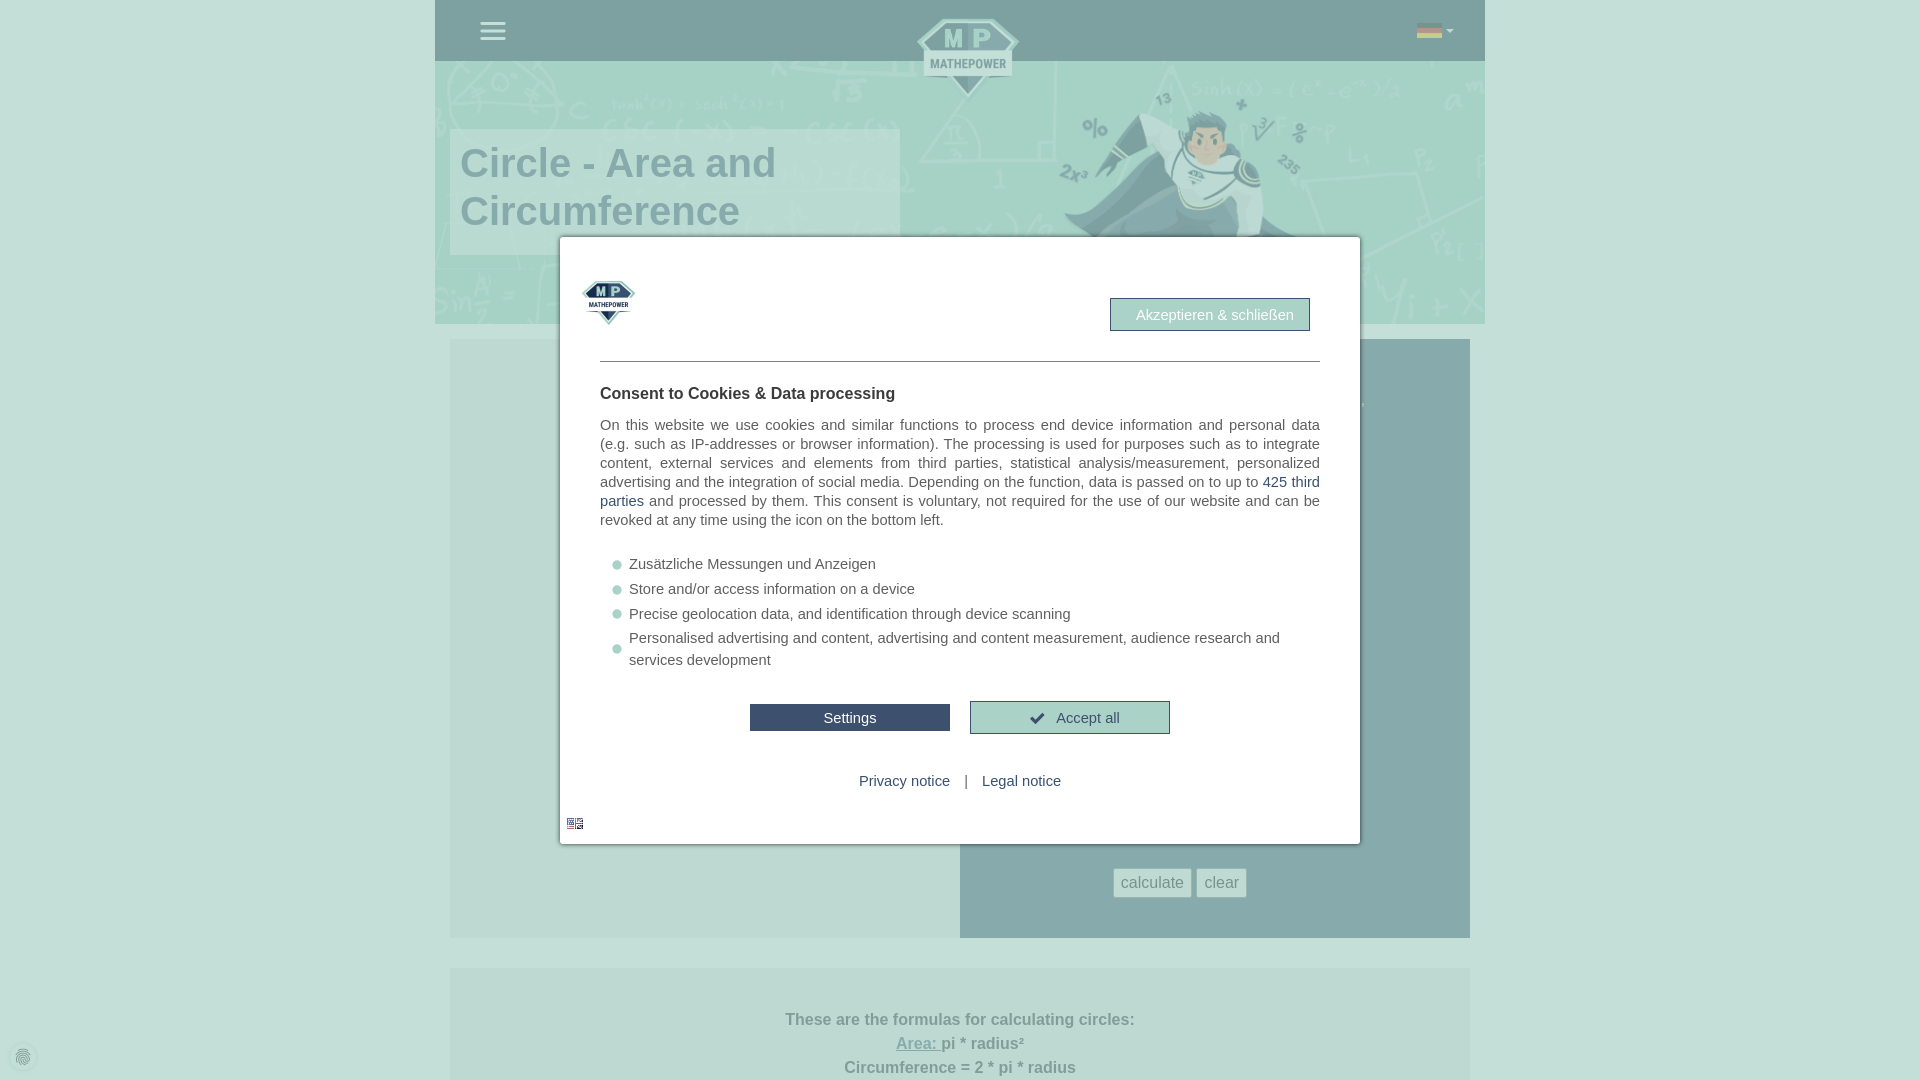 MP
MATHEPOWER
Circle - Area and
Circumference
%
13
+
∛
%
2x³
235
MP
MATHEPOWER
Akzeptieren & schließen
Consent to Cookies & Data processing
On this website we use cookies and similar functions to process end device information and personal data
(e.g. such as IP-addresses or browser information). The processing is used for purposes such as to integrate
content, external services and elements from third parties, statistical analysis/measurement, personalized
advertising and the integration of social media. Depending on the function, data is passed on to up to 425 third
parties and processed by them. This consent is voluntary, not required for the use of our website and can be
revoked at any time using the icon on the bottom left.
Zusätzliche Messungen und Anzeigen
Store and/or access information on a device
Precise geolocation data, and identification through device scanning
Personalised advertising and content, advertising and content measurement, audience research and
services development
Settings
Accept all
Privacy notice | Legal notice
calculate clear
These are the formulas for calculating circles:
Area: pi * radius²
Circumference = 2 * pi * radius